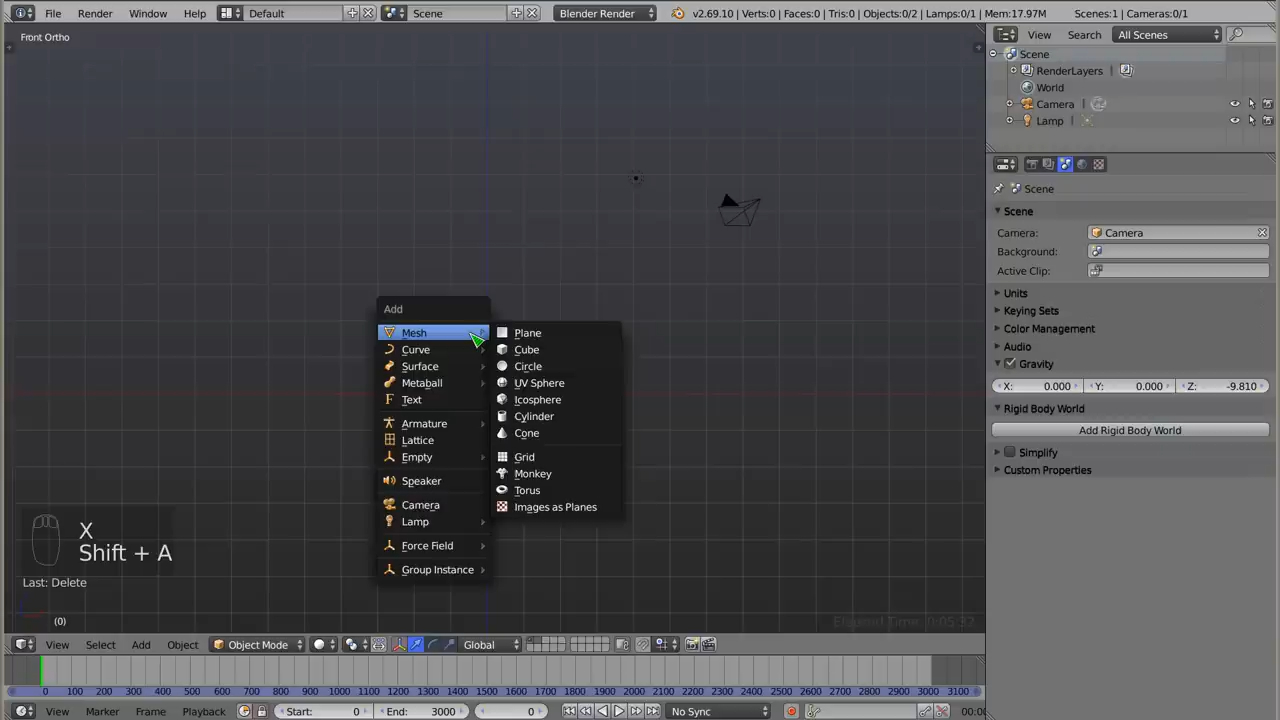 File Render Window Help Default Scene Blender Render v2.69.10 | Verts:0 | Faces:0 | Tris:0 | Objects:0/2 | Lamps:0/1 | Mem:17.97M Scenes:1 | Cameras:0/1
Front Ortho
View Search All Scenes
Scene
RenderLayers
World
Camera
Lamp
Scene
Scene
Camera: Camera
Background:
Active Clip:
Units
Keying Sets
Color Management
Audio
Gravity
X: 0.000 Y: 0.000 Z: -9.810
Rigid Body World
Add Rigid Body World
Simplify
Custom Properties
Add
Mesh
Curve
Surface
Metaball
Text
Armature
Lattice
Empty
Speaker
Camera
Lamp
Force Field
Group Instance
Plane
Cube
Circle
UV Sphere
Icosphere
Cylinder
Cone
Grid
Monkey
Torus
Images as Planes
X
Shift + A
Last: Delete
(0)
Elapsed Time: 0:05:32
View Select Add Object Object Mode Global
0 100 200 300 400 500 600 700 800 900 1000 1100 1200 1300 1400 1500 1600 1700 1800 1900 2000 2100 2200 2300 2400 2500 2600 2700 2800 2900 3000 3100
View Marker Frame Playback Start: 0 End: 3000 0 No Sync 00:0